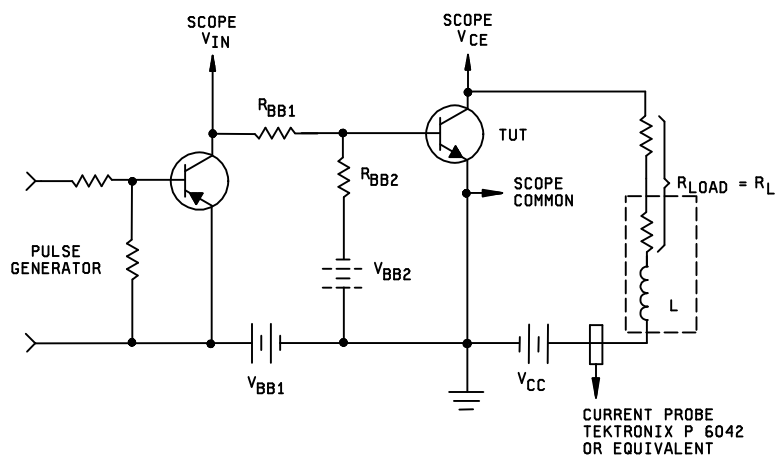 SCOPE
VIN
SCOPE
VCE
RBB1
TUT
RBB2
SCOPE
COMMON
RLOAD = RL
PULSE
GENERATOR
VBB2
L
VBB1
VCC
CURRENT PROBE
TEKTRONIX P 6042
OR EQUIVALENT